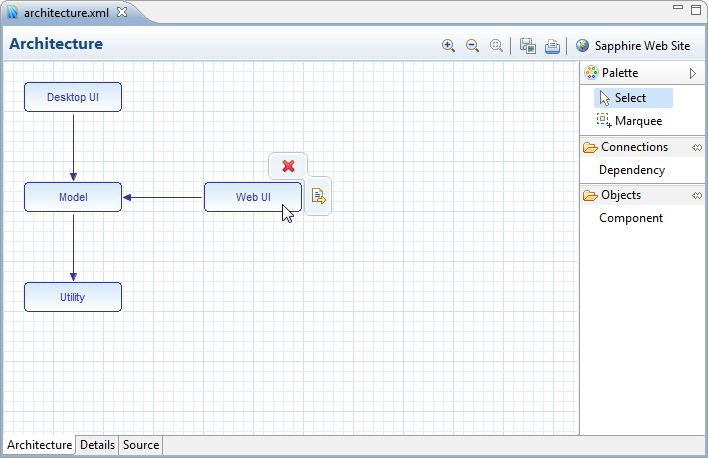 architecture.xml
Architecture
Sapphire Web Site
Palette
Select
Marquee
Connections
Dependency
Objects
Component
Desktop UI
Model
Web UI
Utility
Architecture Details Source